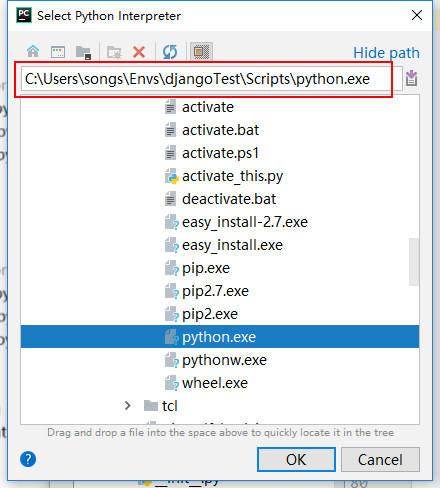 PC
Select Python Interpreter
Hide path
C:\Users\songs\Envs\djangoTest\Scripts\python.exe
activate
activate.bat
activate.ps1
activate_this.py
deactivate.bat
easy_install-2.7.exe
easy_install.exe
pip.exe
pip2.7.exe
pip2.exe
python.exe
pythonw.exe
wheel.exe
tcl
Drag and drop a file into the space above to quickly locate it in the tree
?
OK
Cancel
80